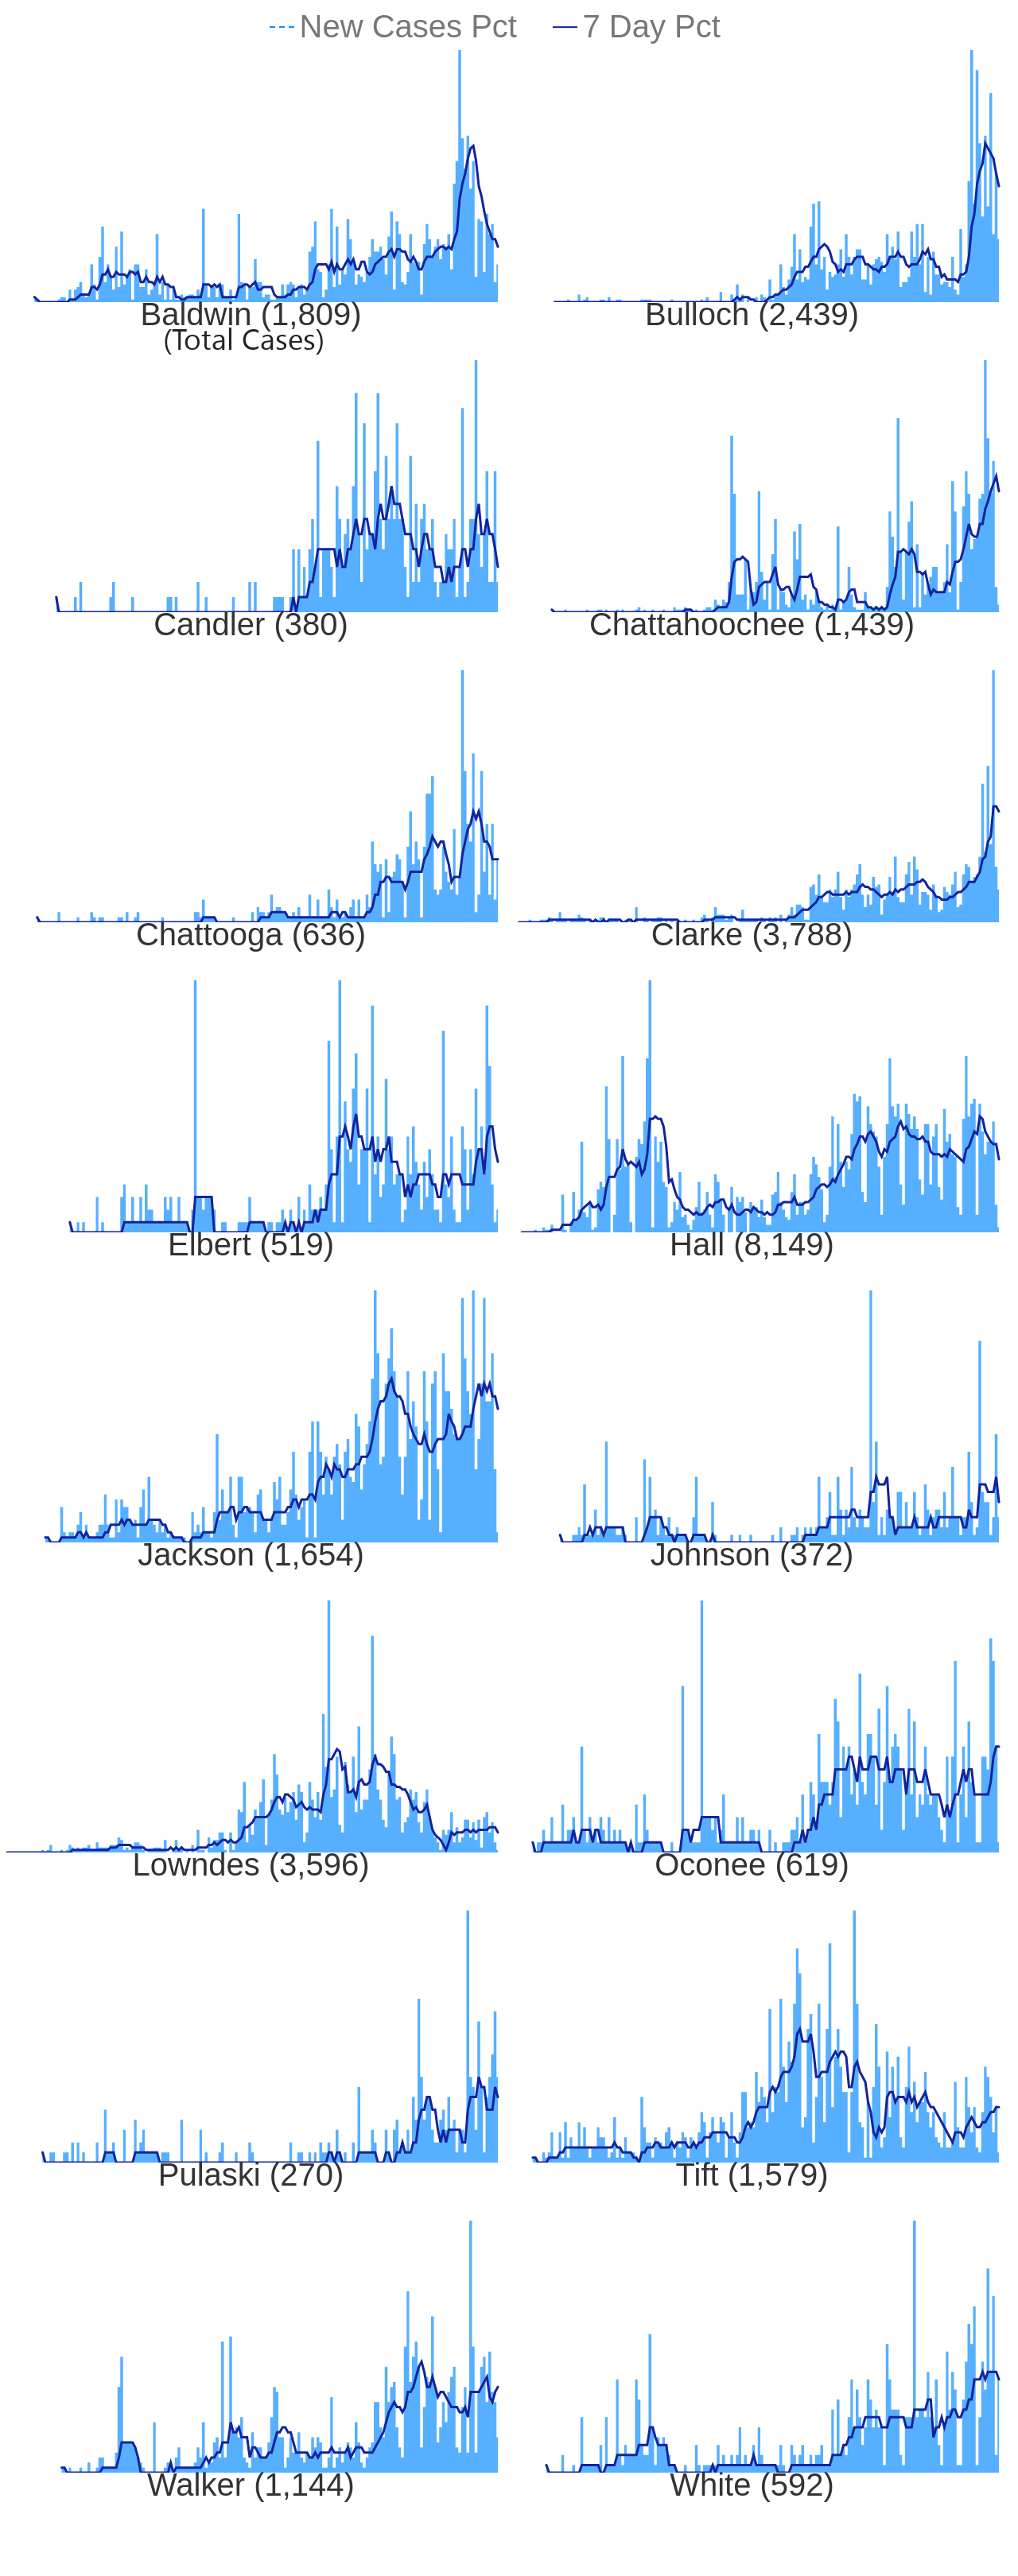 New Cases Pct 7 Day Pct
Baldwin (1,809) Bulloch (2,439)
(Total Cases)
Candler (380) Chattahoochee (1,439)
Chattooga (636) Clarke (3,788)
Elbert (519) Hall (8,149)
Jackson (1,654) Johnson (372)
Lowndes (3,596) Oconee (619)
Pulaski (270) Tift (1,579)
Walker (1,144) White (592)